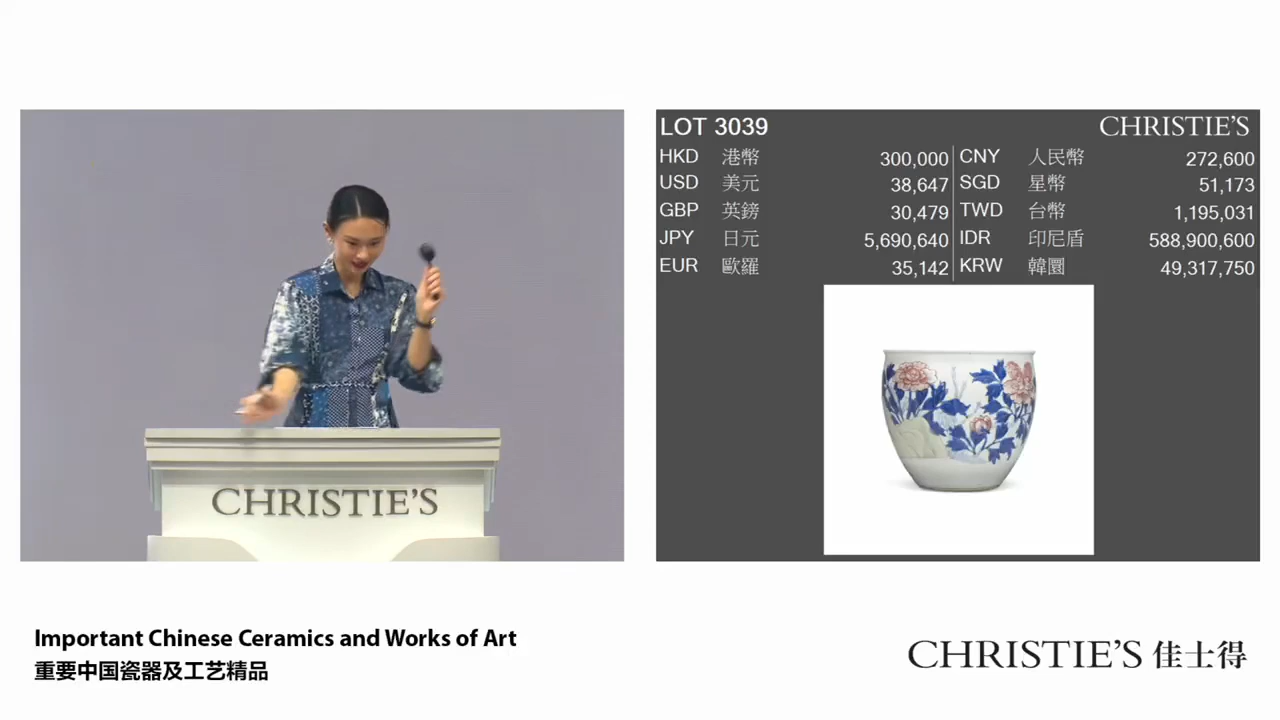 LOT 3039
CHRISTIE'S
HKD 港幣 300,000 CNY 人民幣 272,600
USD 美元 38,647 SGD 星幣 51,173
GBP 英鎊 30,479 TWD 台幣 1,195,031
JPY 日元 5,690,640 IDR 印尼盾 588,900,600
EUR 歐羅 35,142 KRW 韓圜 49,317,750
CHRISTIE'S
Important Chinese Ceramics and Works of Art
重要中国瓷器及工艺精品
CHRISTIE'S 佳士得